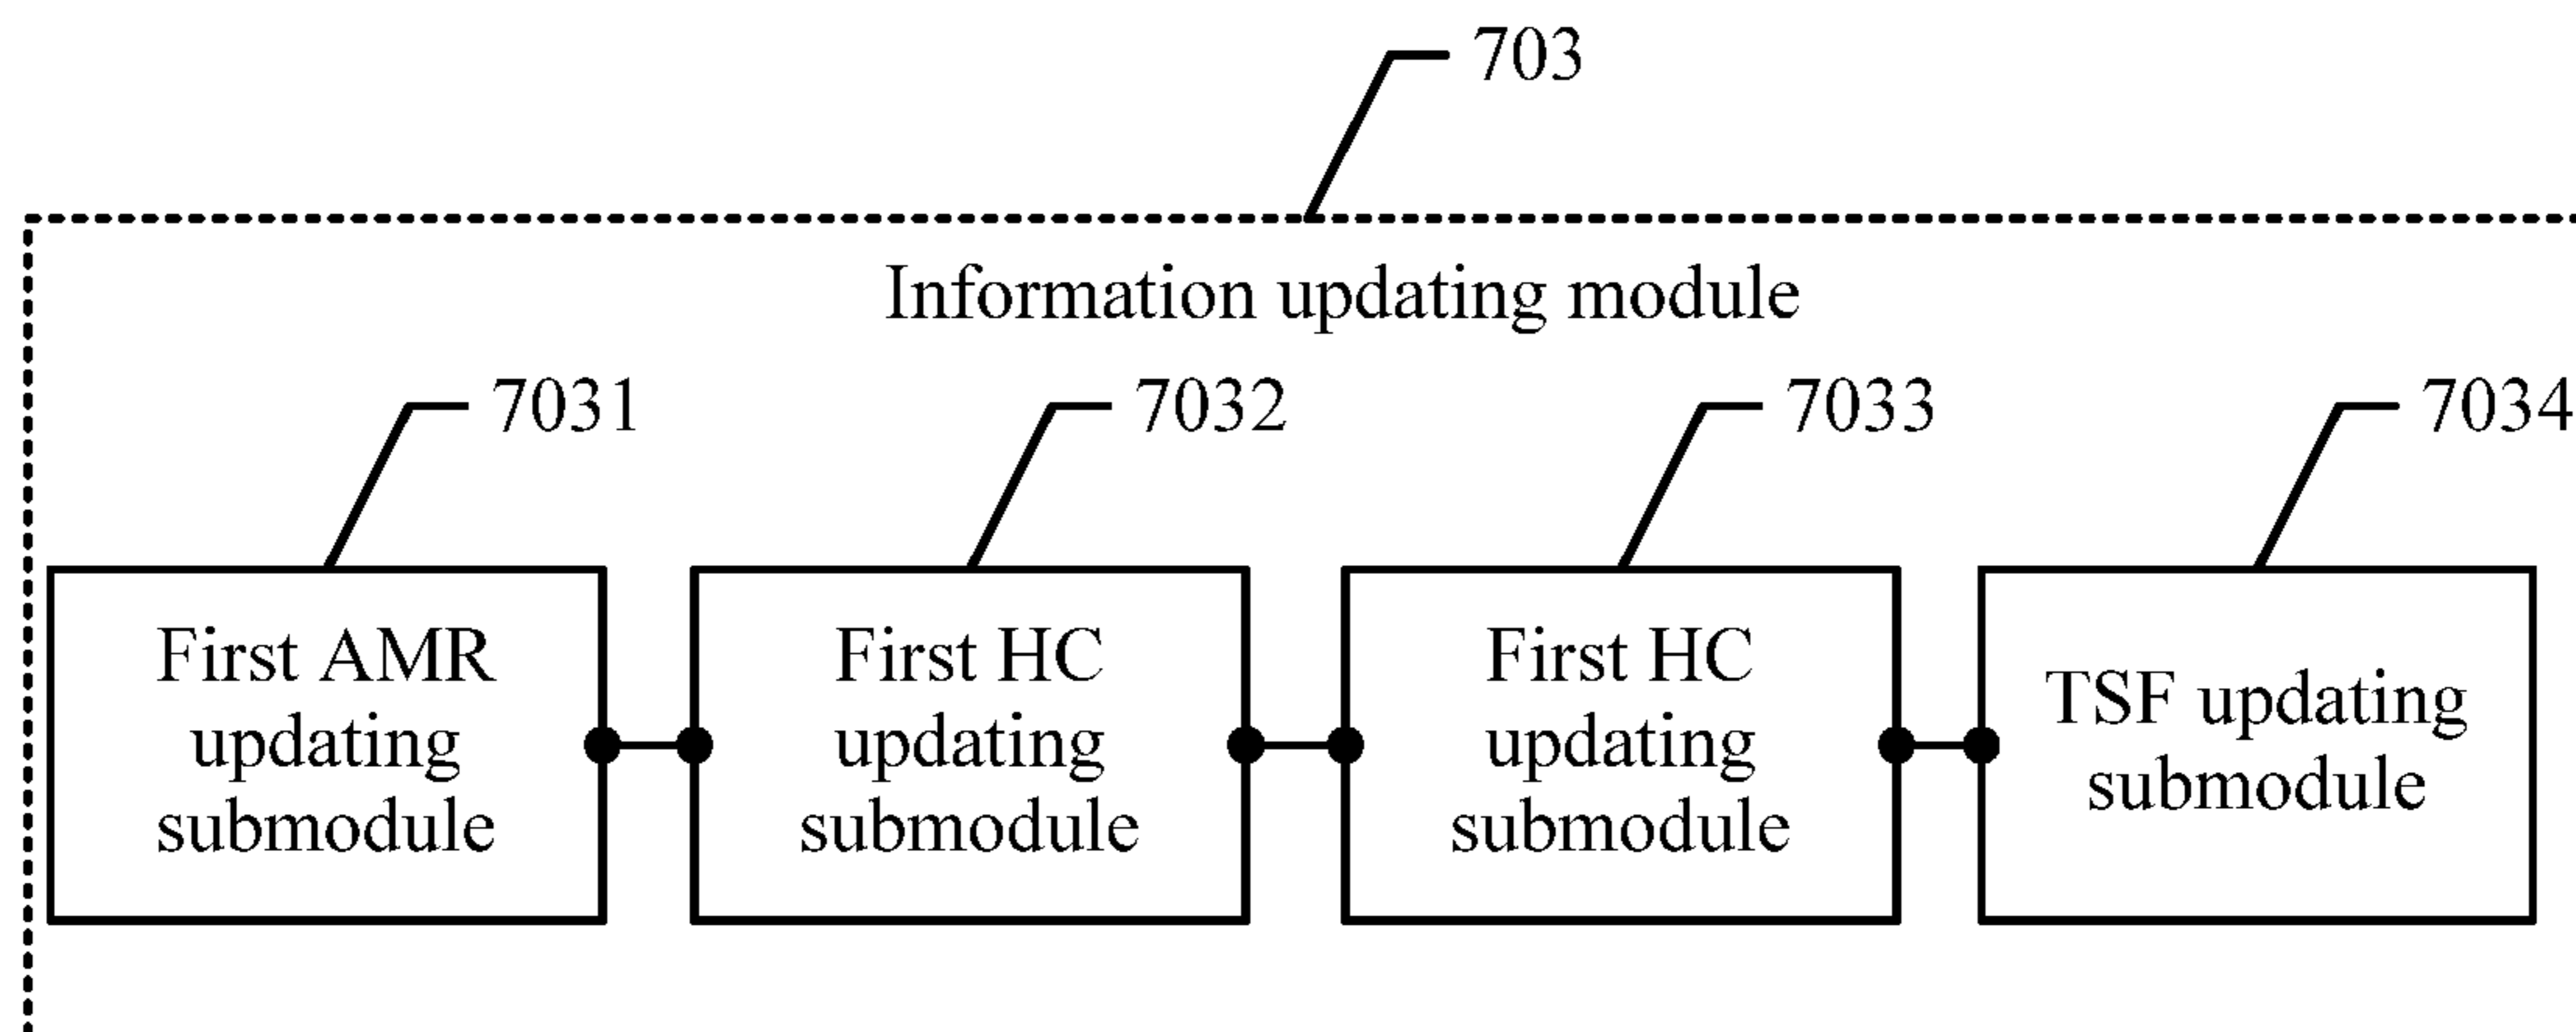 703
Information updating module
7031
7032
7033
7034
First AMR
updating
submodule
First HC
updating
submodule
First HC
updating
submodule
TSF updating
submodule